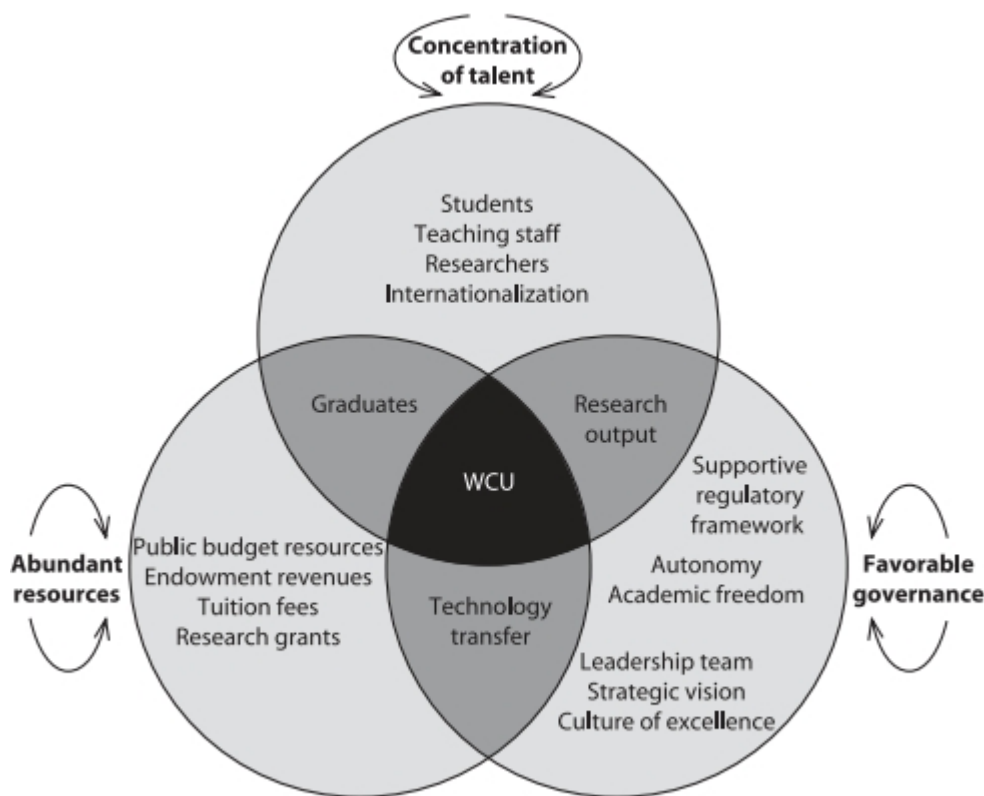 Concentration
of talent
Students
Teaching staff
Researchers
Internationalization
Graduates
Research
output
WCU
Supportive
regulatory
framework
Abundant
resources
Public budget resources
Endowment revenues
Tuition fees
Research grants
Technology
transfer
Autonomy
Academic freedom
Favorable
governance
Leadership team
Strategic vision
Culture of excellence